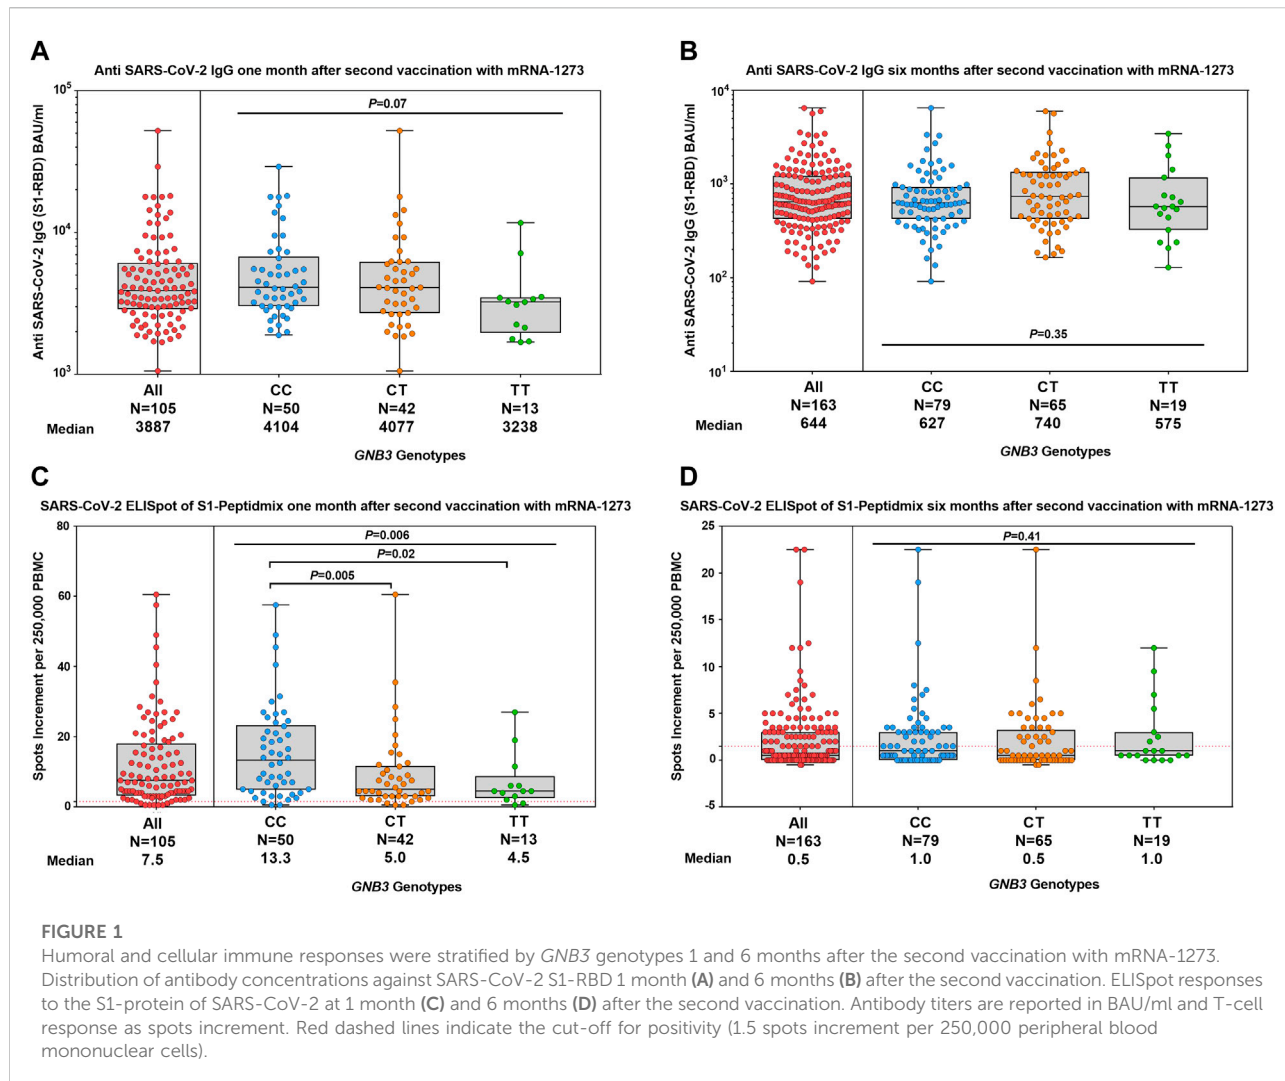 A
Anti SARS-CoV-2 IgG one month after second vaccination with mRNA-1273
Anti SARS-CoV-2 IgG (S1-RBD) BAU/ml
10^5
10^4
10^3
P=0.07
All CC CT TT
N=105 N=50 N=42 N=13
Median 3887 4104 4077 3238
GNB3 Genotypes
B
Anti SARS-CoV-2 IgG six months after second vaccination with mRNA-1273
Anti SARS-CoV-2 IgG (S1-RBD) BAU/ml
10^4
10^3
10^2
10^1
P=0.35
All CC CT TT
N=163 N=79 N=65 N=19
Median 644 627 740 575
GNB3 Genotypes
C
SARS-CoV-2 ELISpot of S1-Peptidmix one month after second vaccination with mRNA-1273
Spots Increment per 250,000 PBMC
80
60
40
20
0
P=0.006
P=0.02
P=0.005
All CC CT TT
N=105 N=50 N=42 N=13
Median 7.5 13.3 5.0 4.5
GNB3 Genotypes
D
SARS-CoV-2 ELISpot of S1-Peptidmix six months after second vaccination with mRNA-1273
Spots Increment per 250,000 PBMC
25
20
15
10
5
0
-5
P=0.41
All CC CT TT
N=163 N=79 N=65 N=19
Median 0.5 1.0 0.5 1.0
GNB3 Genotypes
FIGURE 1
Humoral and cellular immune responses were stratified by GNB3 genotypes 1 and 6 months after the second vaccination with mRNA-1273.
Distribution of antibody concentrations against SARS-CoV-2 S1-RBD 1 month (A) and 6 months (B) after the second vaccination. ELISpot responses
to the S1-protein of SARS-CoV-2 at 1 month (C) and 6 months (D) after the second vaccination. Antibody titers are reported in BAU/ml and T-cell
response as spots increment. Red dashed lines indicate the cut-off for positivity (1.5 spots increment per 250,000 peripheral blood
mononuclear cells).